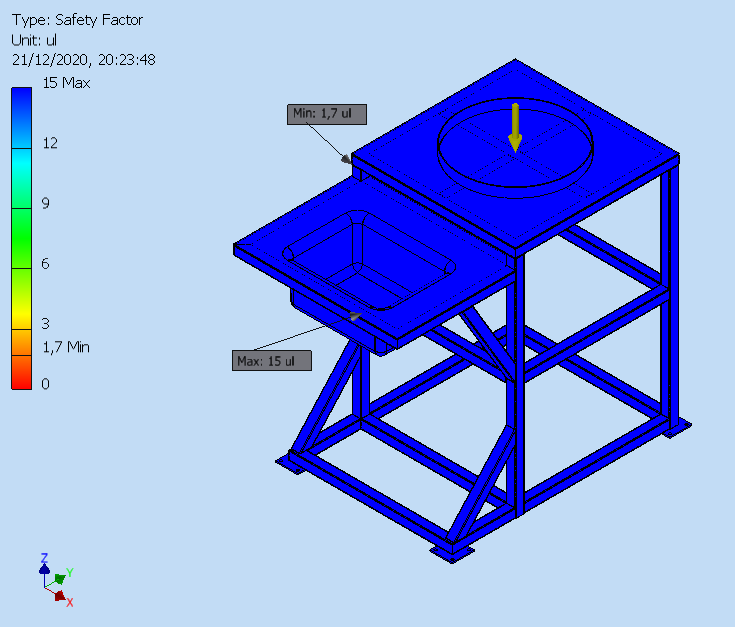 Type: Safety Factor
Unit: ul
21/12/2020, 20:23:48
15 Max
12
9
6
3
1,7 Min
0
Min: 1,7 ul
Max: 15 ul
Z
Y
X